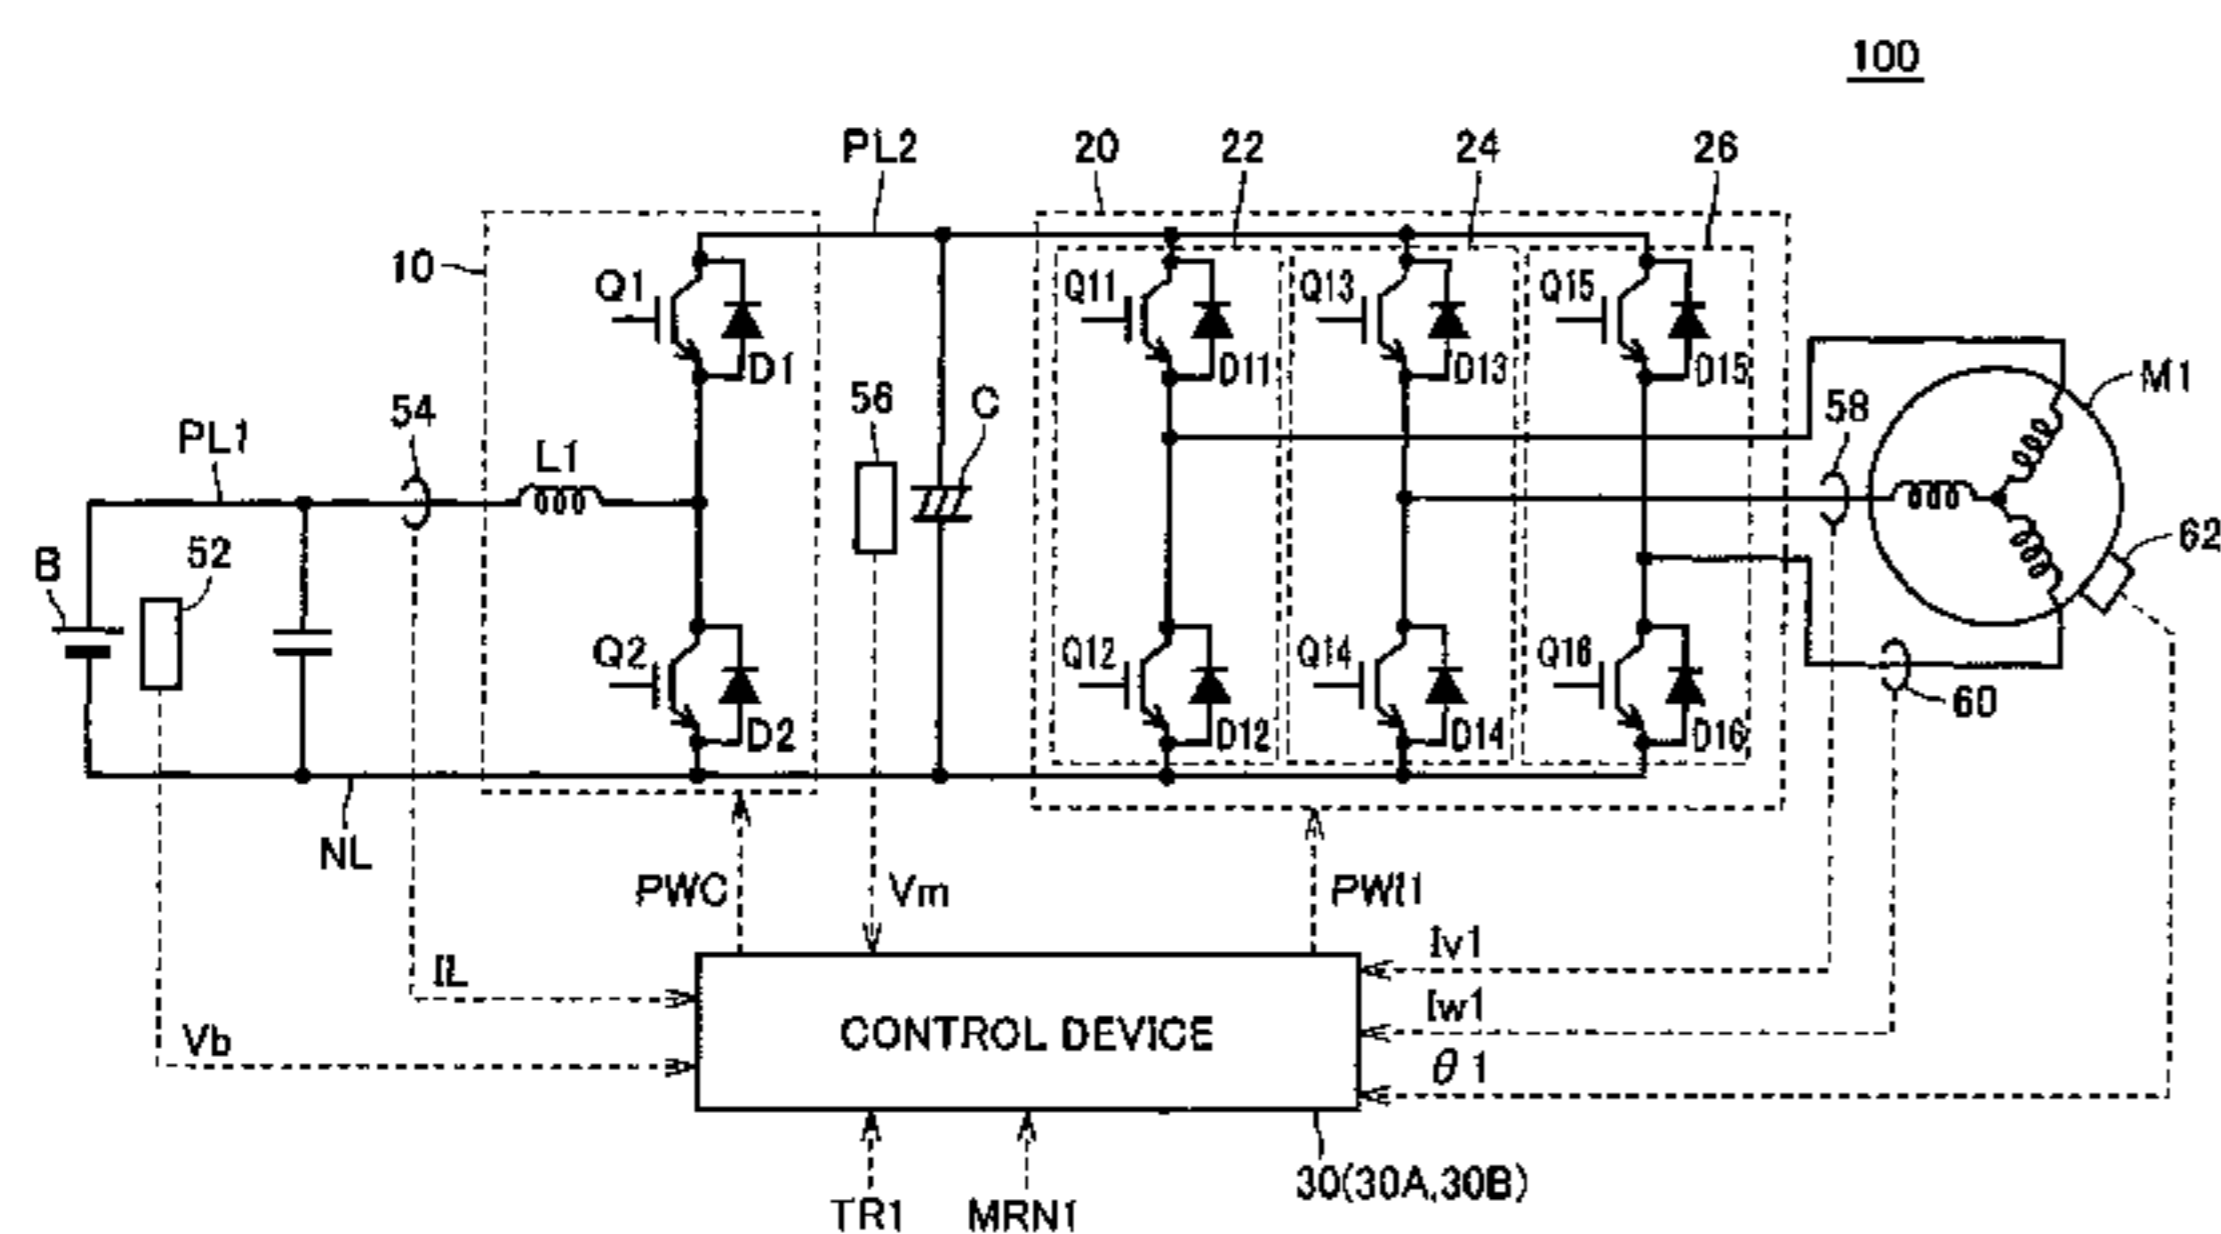 100
PL2
20
22
24
26
10
Q1
Q11
Q13
Q15
D1
D11
D13
D15
M1
54
56
C
58
PL1
L1
62
B
52
Q2
Q12
Q14
Q16
D2
D12
D14
D16
60
NL
PWC
Vm
PWI1
Iv1
IL
Iw1
Vb
CONTROL DEVICE
θ1
30(30A,30B)
TR1
MRN1